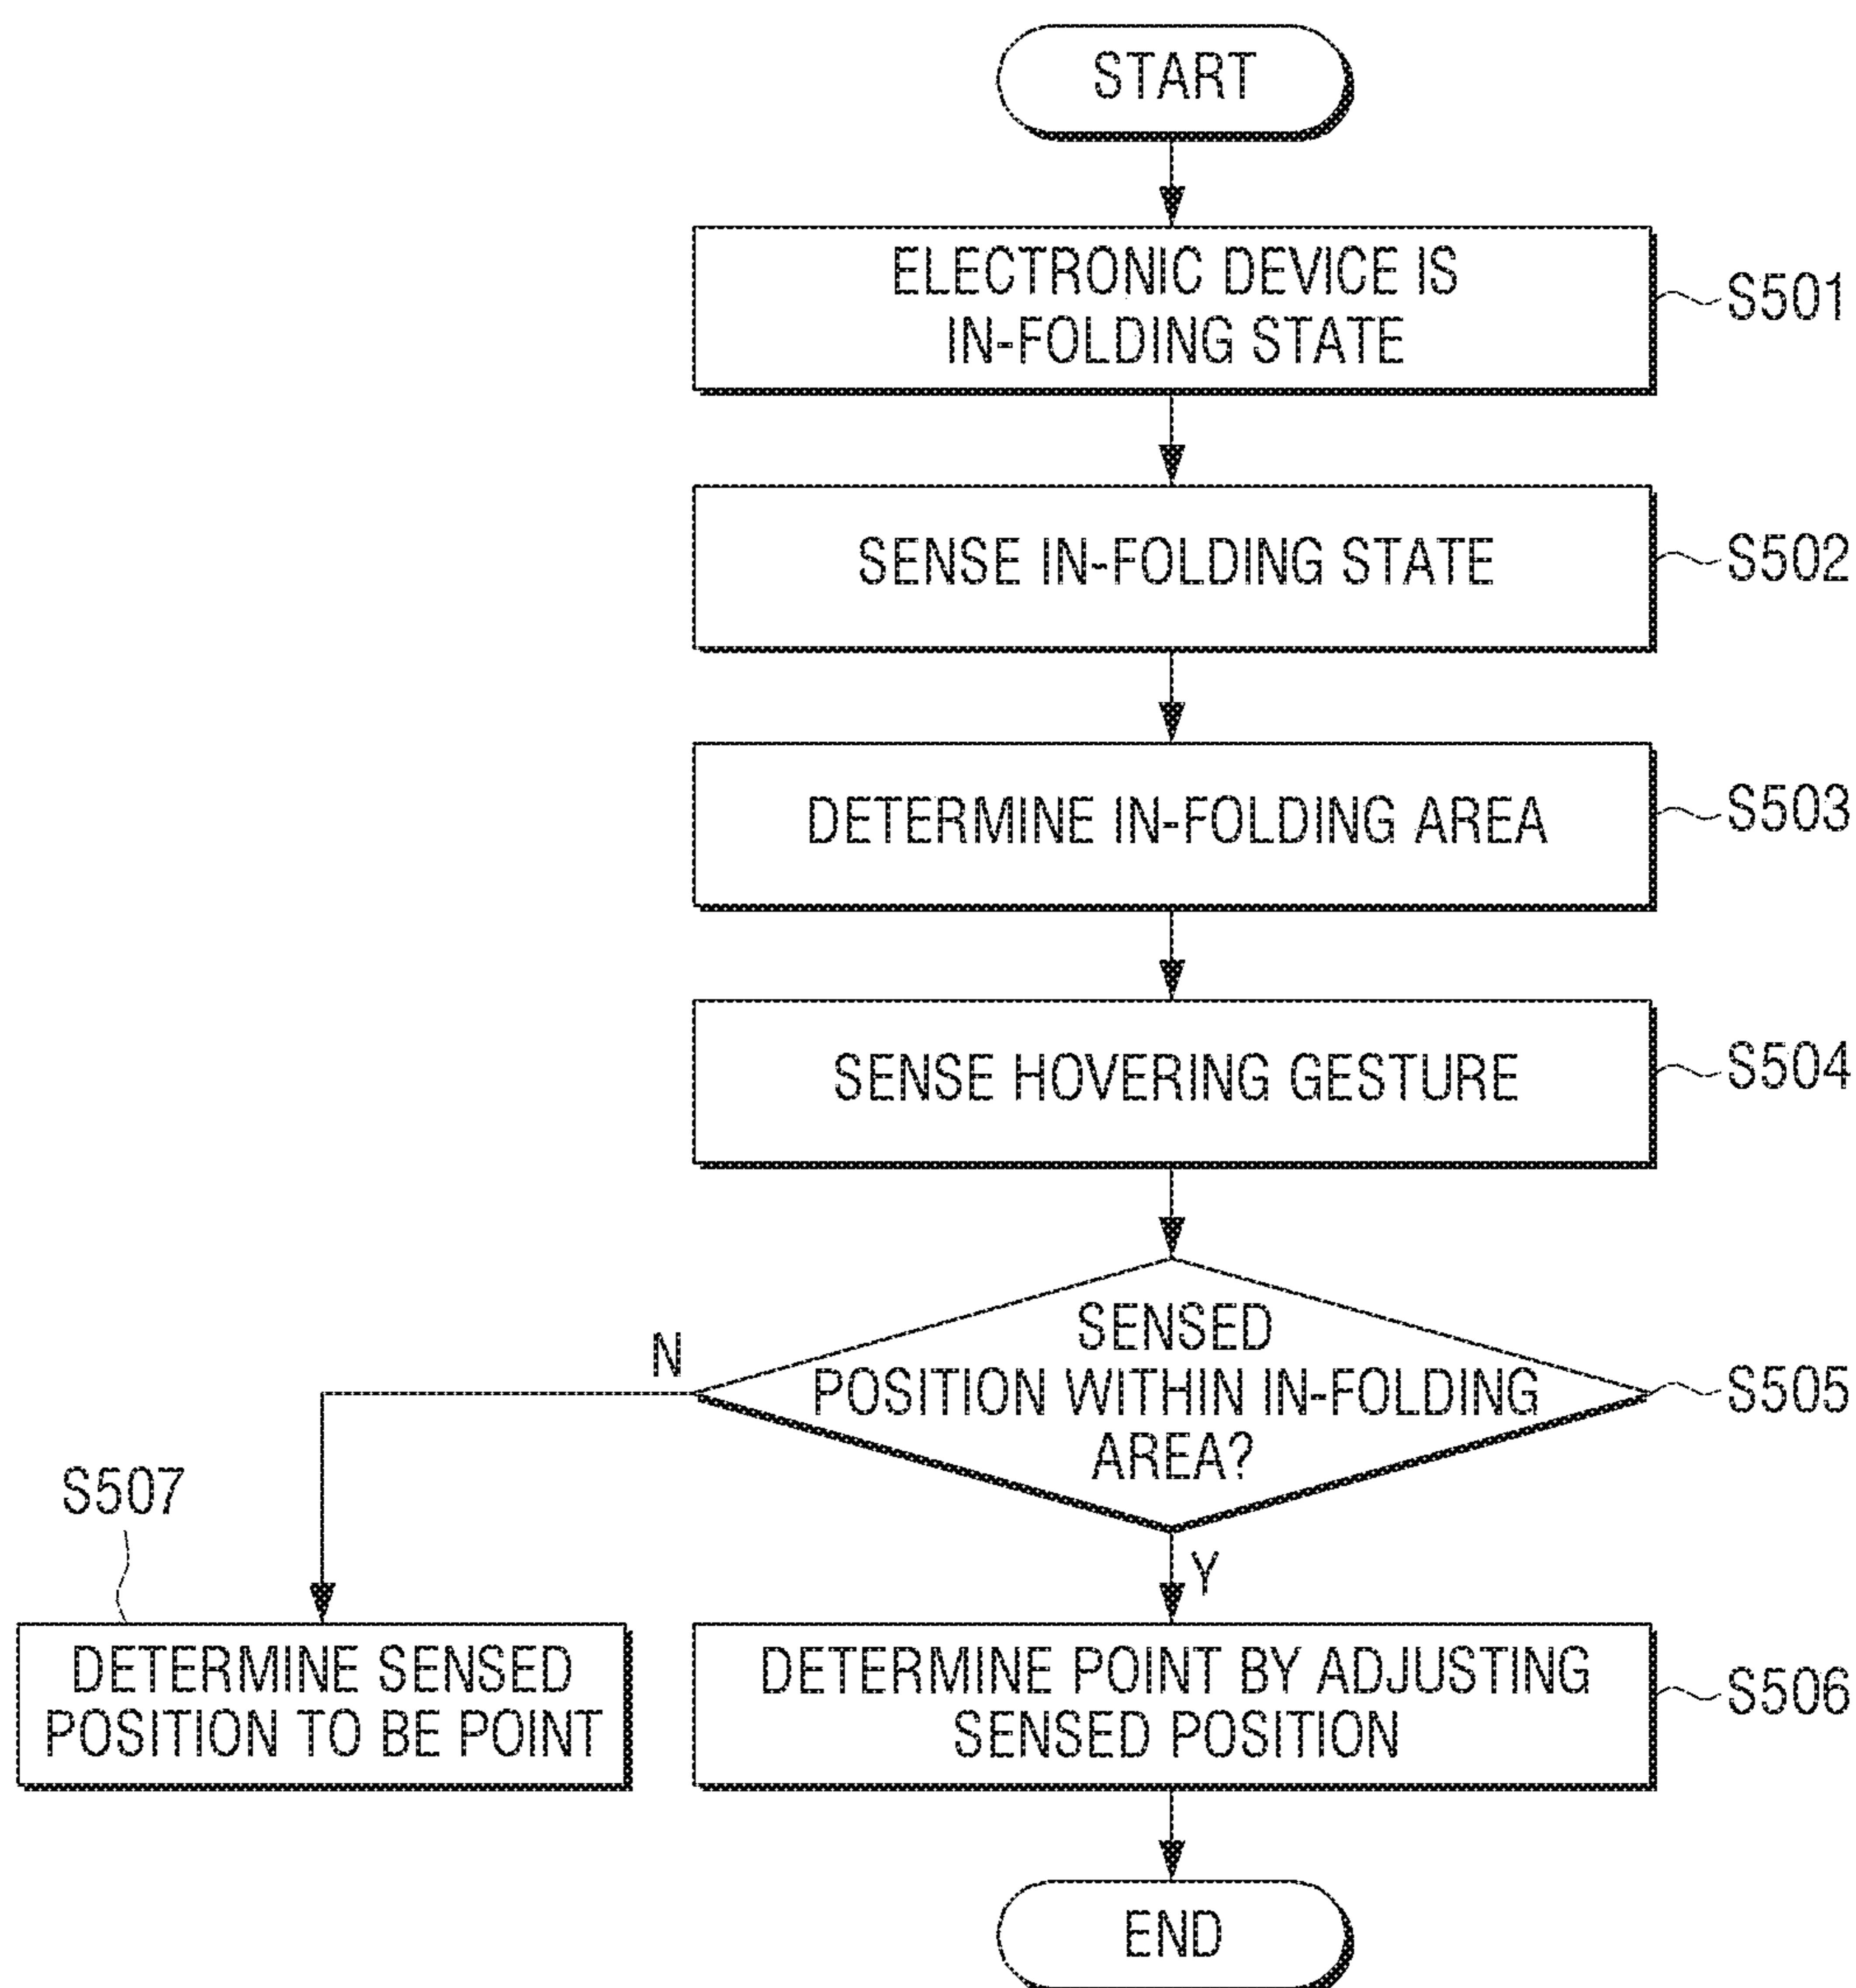 START
ELECTRONIC DEVICE IS
IN-FOLDING STATE
S501
SENSE IN-FOLDING STATE
S502
DETERMINE IN-FOLDING AREA
S503
SENSE HOVERING GESTURE
S504
SENSED
POSITION WITHIN IN-FOLDING
AREA?
S505
N
Y
S507
DETERMINE SENSED
POSITION TO BE POINT
DETERMINE POINT BY ADJUSTING
SENSED POSITION
S506
END